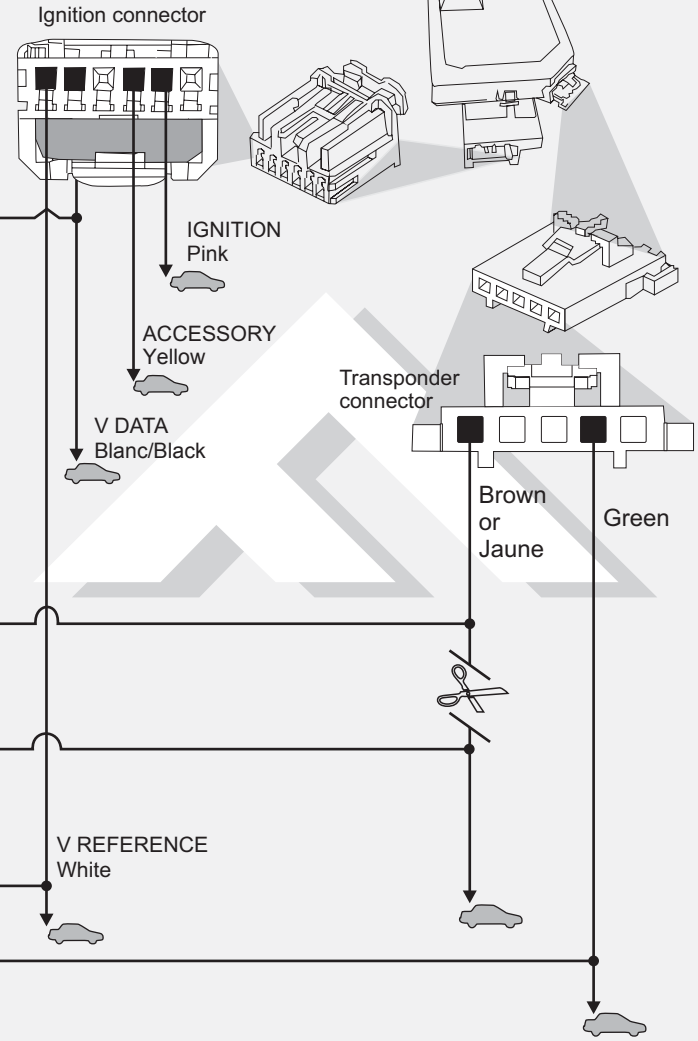 Ignition connector
IGNITION
Pink
ACCESSORY
Yellow
Transponder
connector
V DATA
Blanc/Black
Brown
or
Jaune
Green
V REFERENCE
White